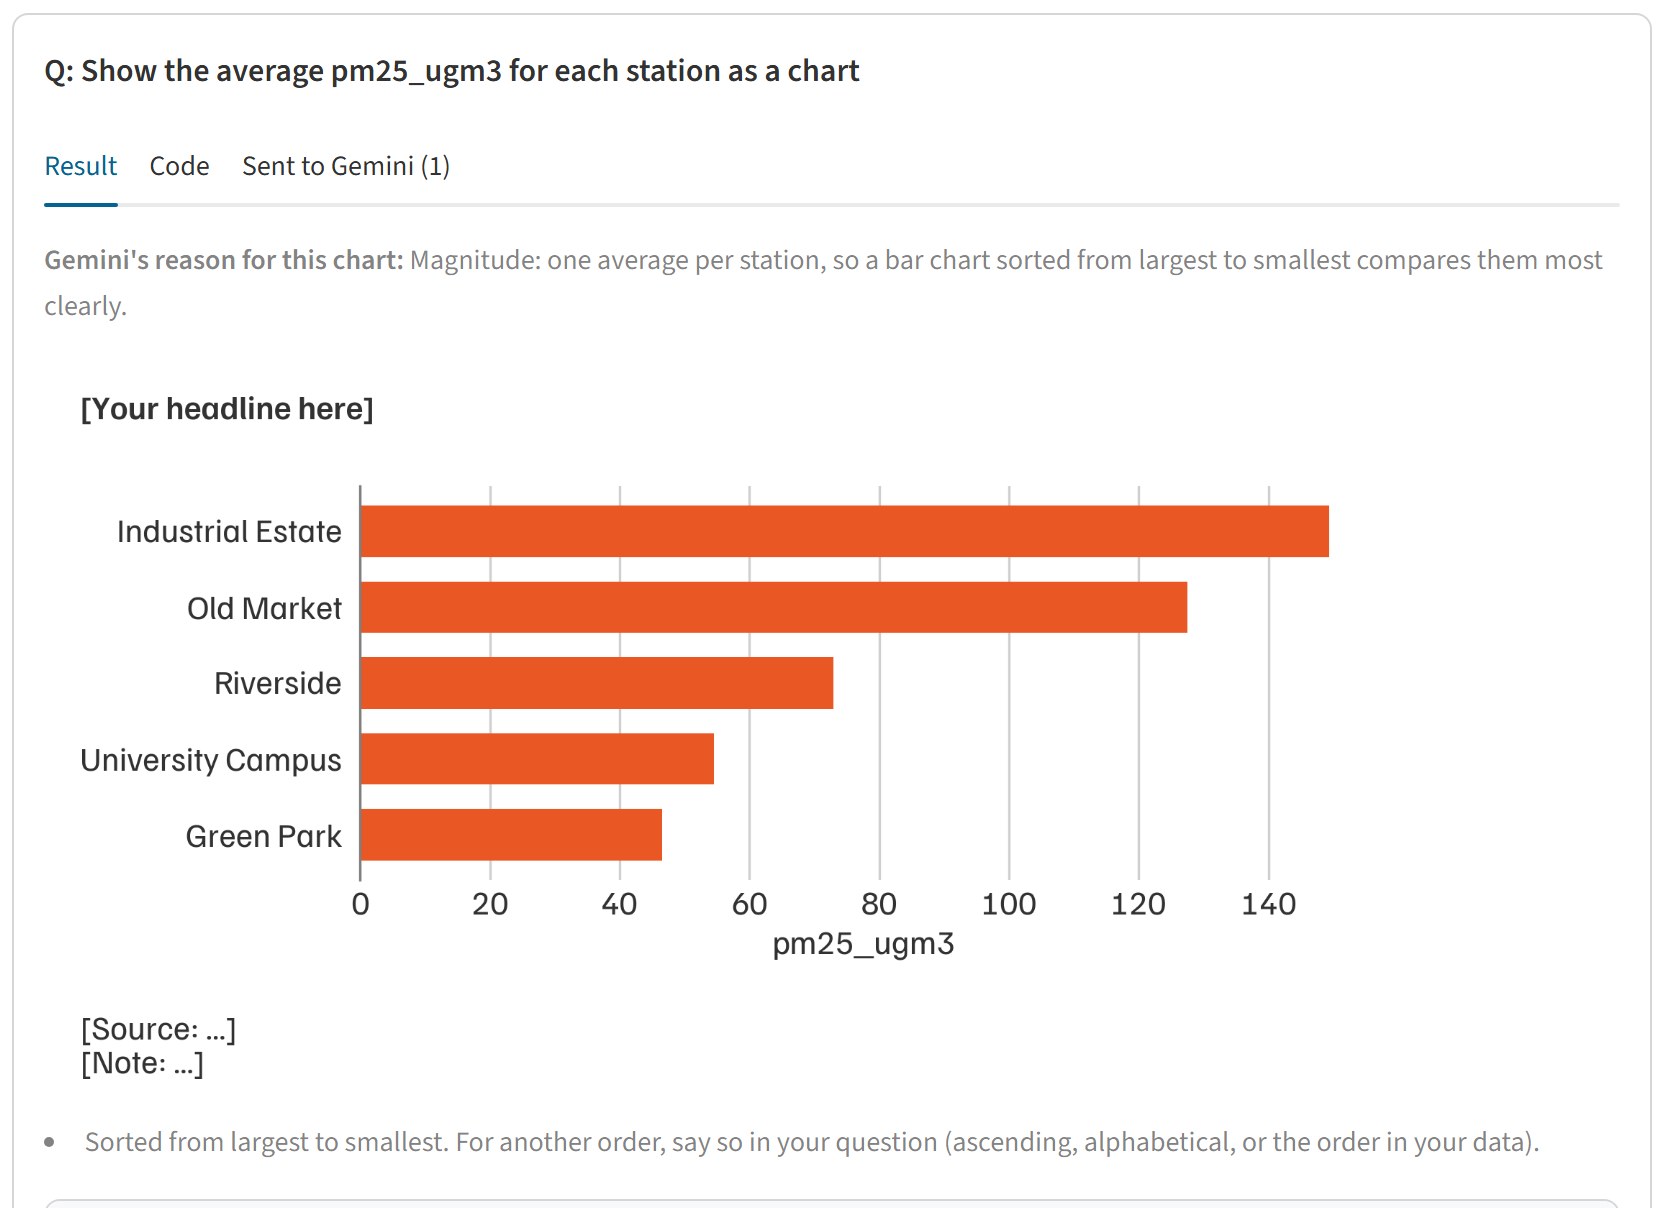 Q: Show the average pm25_ugm3 for each station as a chart
Result Code Sent to Gemini (1)
Gemini's reason for this chart: Magnitude: one average per station, so a bar chart sorted from largest to smallest compares them most
clearly.
[Your headline here]
Industrial Estate
Old Market
Riverside
University Campus
Green Park
0 20 40 60 80 100 120 140
pm25_ugm3
[Source: ...]
[Note: ...]
• Sorted from largest to smallest. For another order, say so in your question (ascending, alphabetical, or the order in your data).